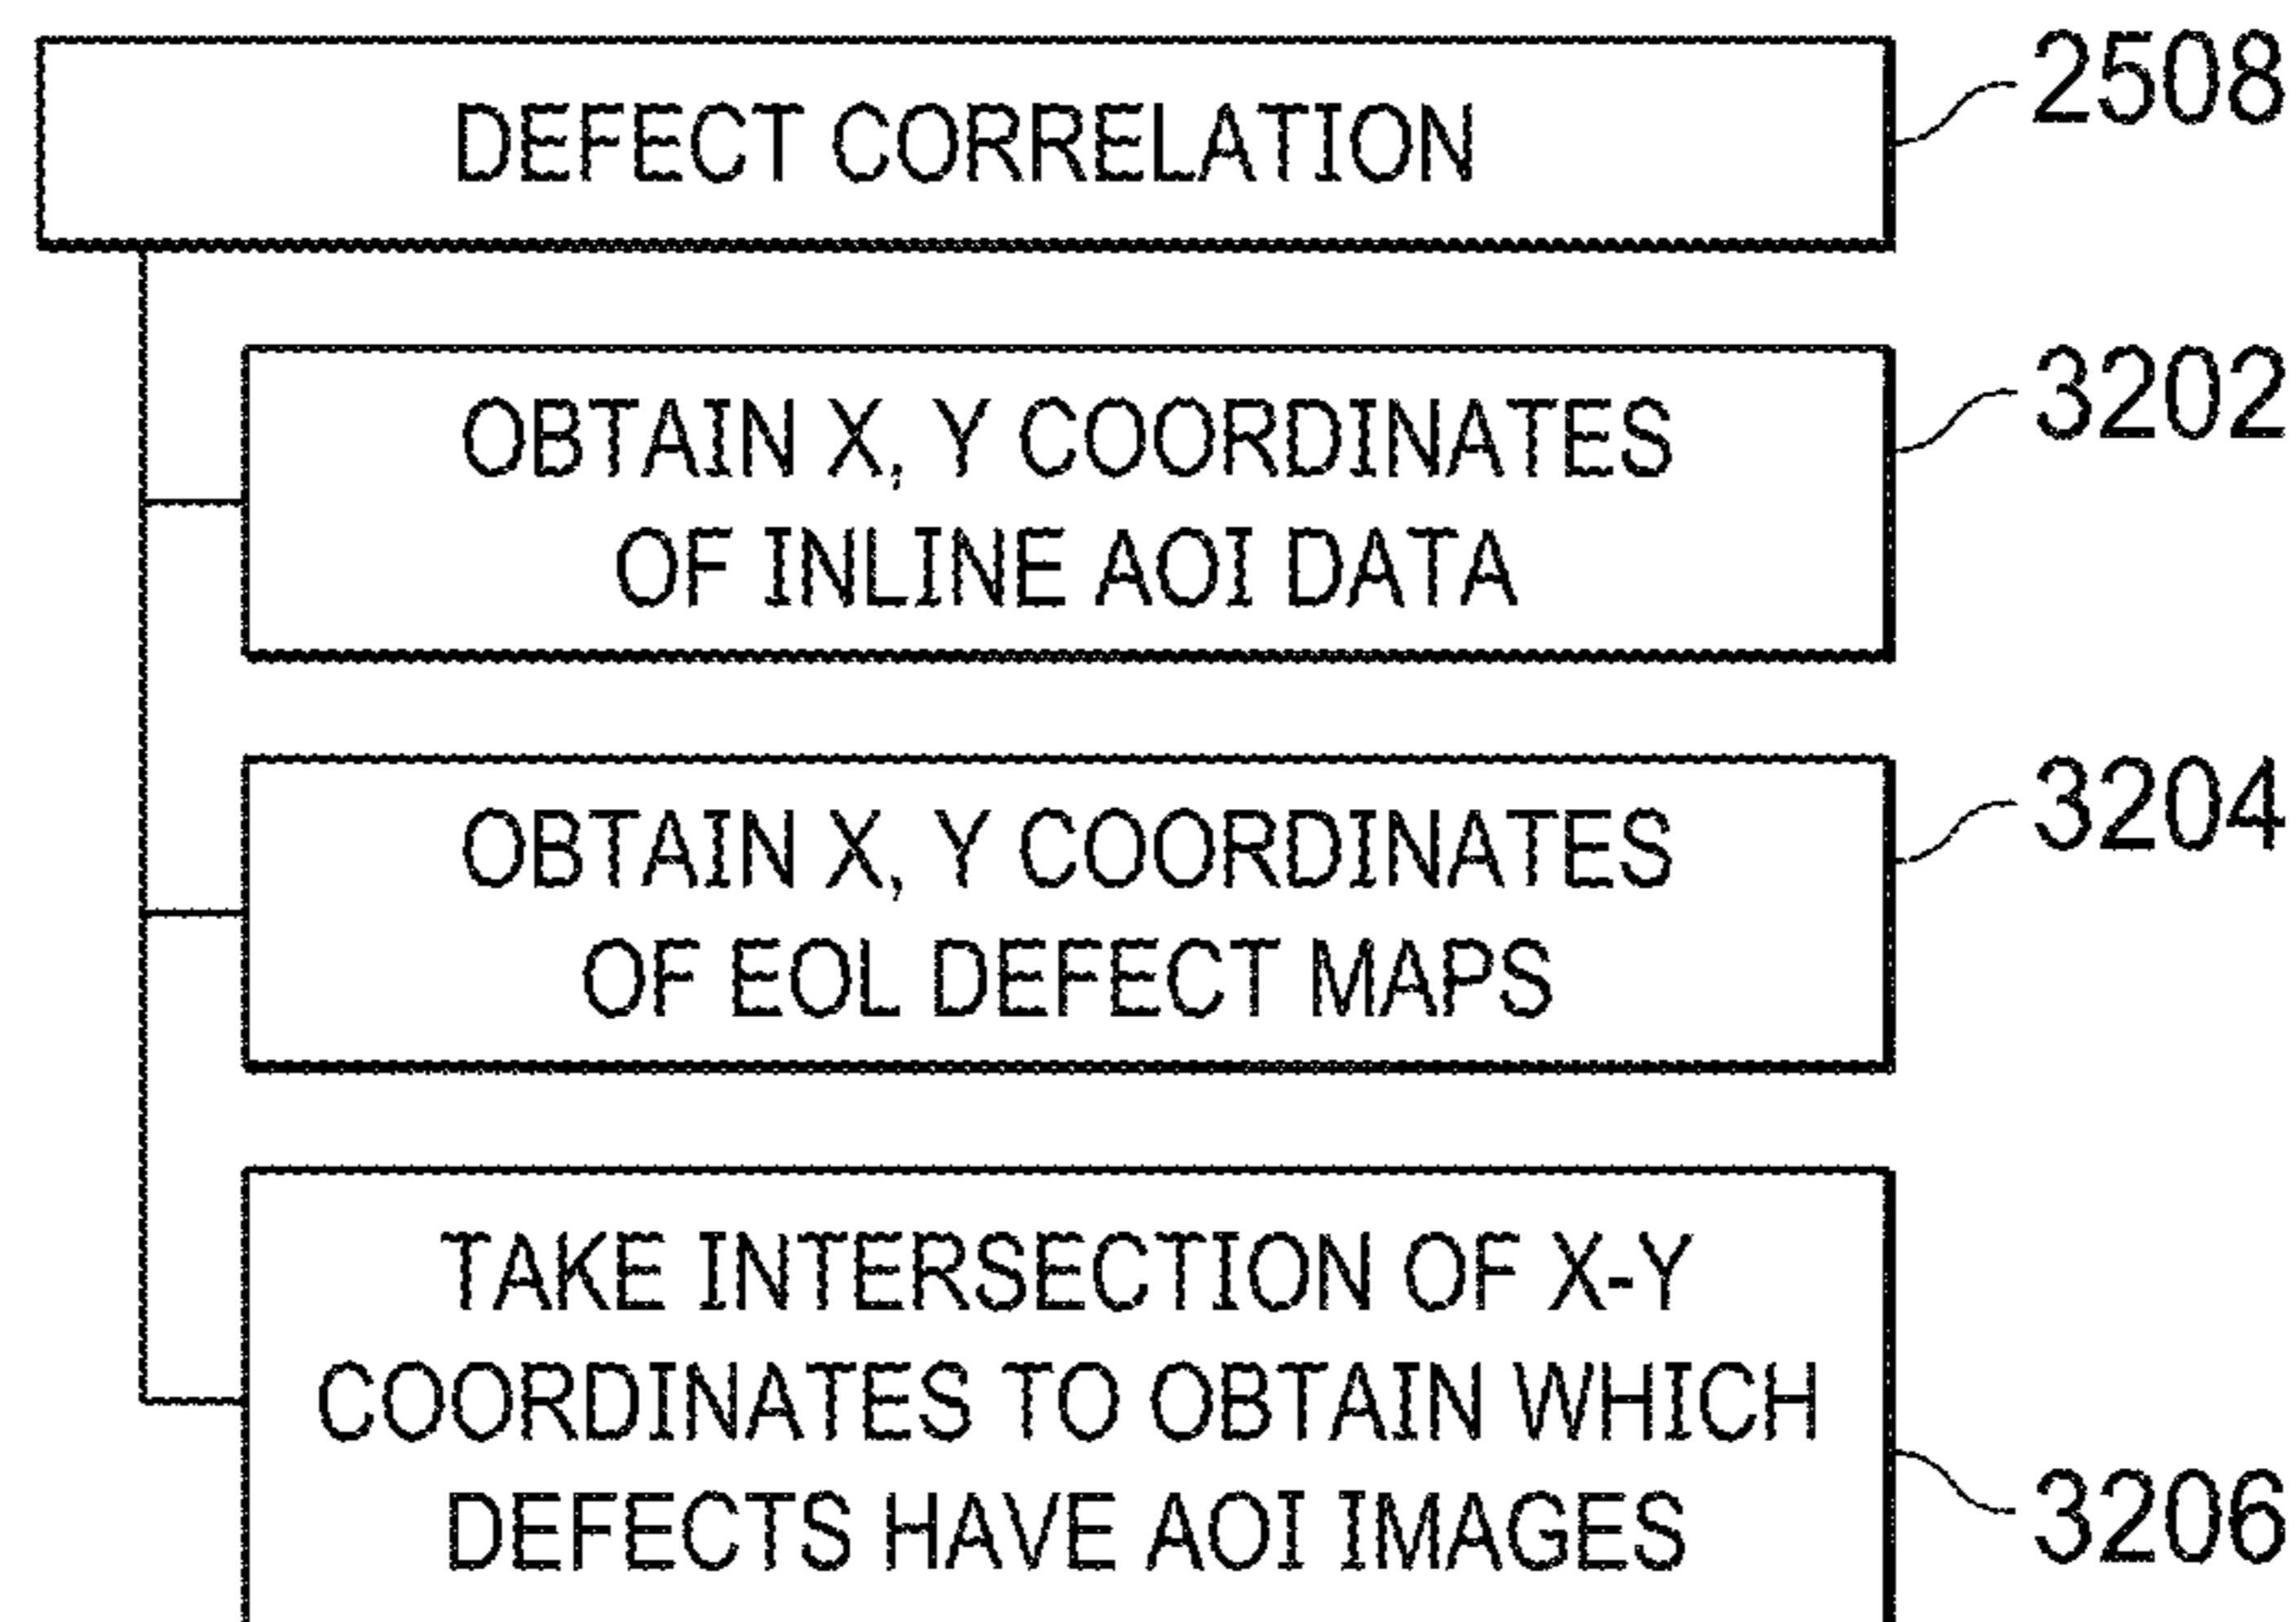 DEFECT CORRELATION
2508
OBTAIN X, Y COORDINATES
OF INLINE AOI DATA
3202
OBTAIN X, Y COORDINATES
OF EOL DEFECT MAPS
3204
TAKE INTERSECTION OF X-Y
COORDINATES TO OBTAIN WHICH
DEFECTS HAVE AOI IMAGES
3206